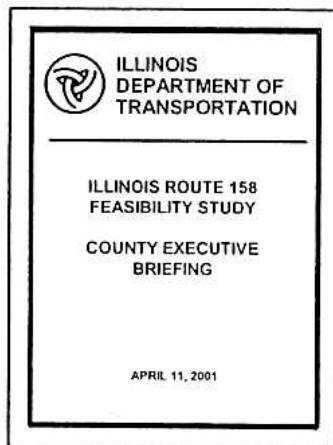 ILLINOIS
DEPARTMENT OF
TRANSPORTATION
ILLINOIS ROUTE 158
FEASIBILITY STUDY
COUNTY EXECUTIVE
BRIEFING
APRIL 11, 2001